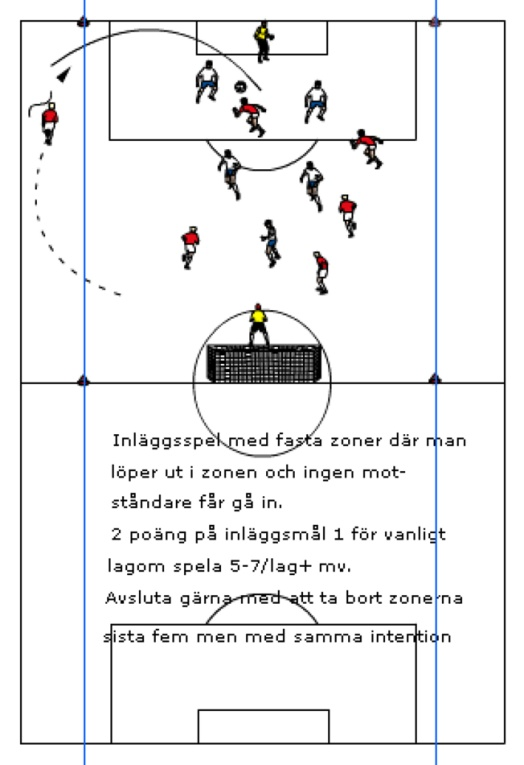 Inläggsspel med fasta zoner där man
löper ut i zonen och ingen mot-
ståndare får gå in.
2 poäng på inläggsmål 1 för vanligt
lagom spela 5-7/lag+ mv.
Avsluta gärna med att ta bort zonerna
sista fem men med samma intention